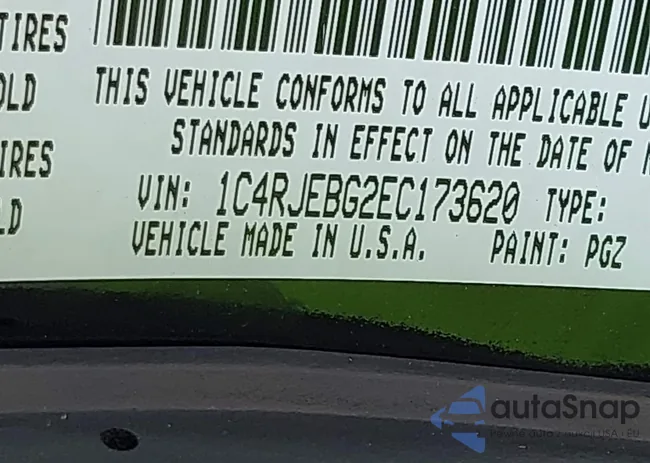 TIRES
THIS VEHICLE CONFORMS TO ALL APPLICABLE U
OLD
STANDARDS IN EFFECT ON THE DATE OF M
TIRES
VIN: 1C4RJEBG2EC173620 TYPE:
LD
VEHICLE MADE IN U.S.A. PAINT: PGZ
autaSnap